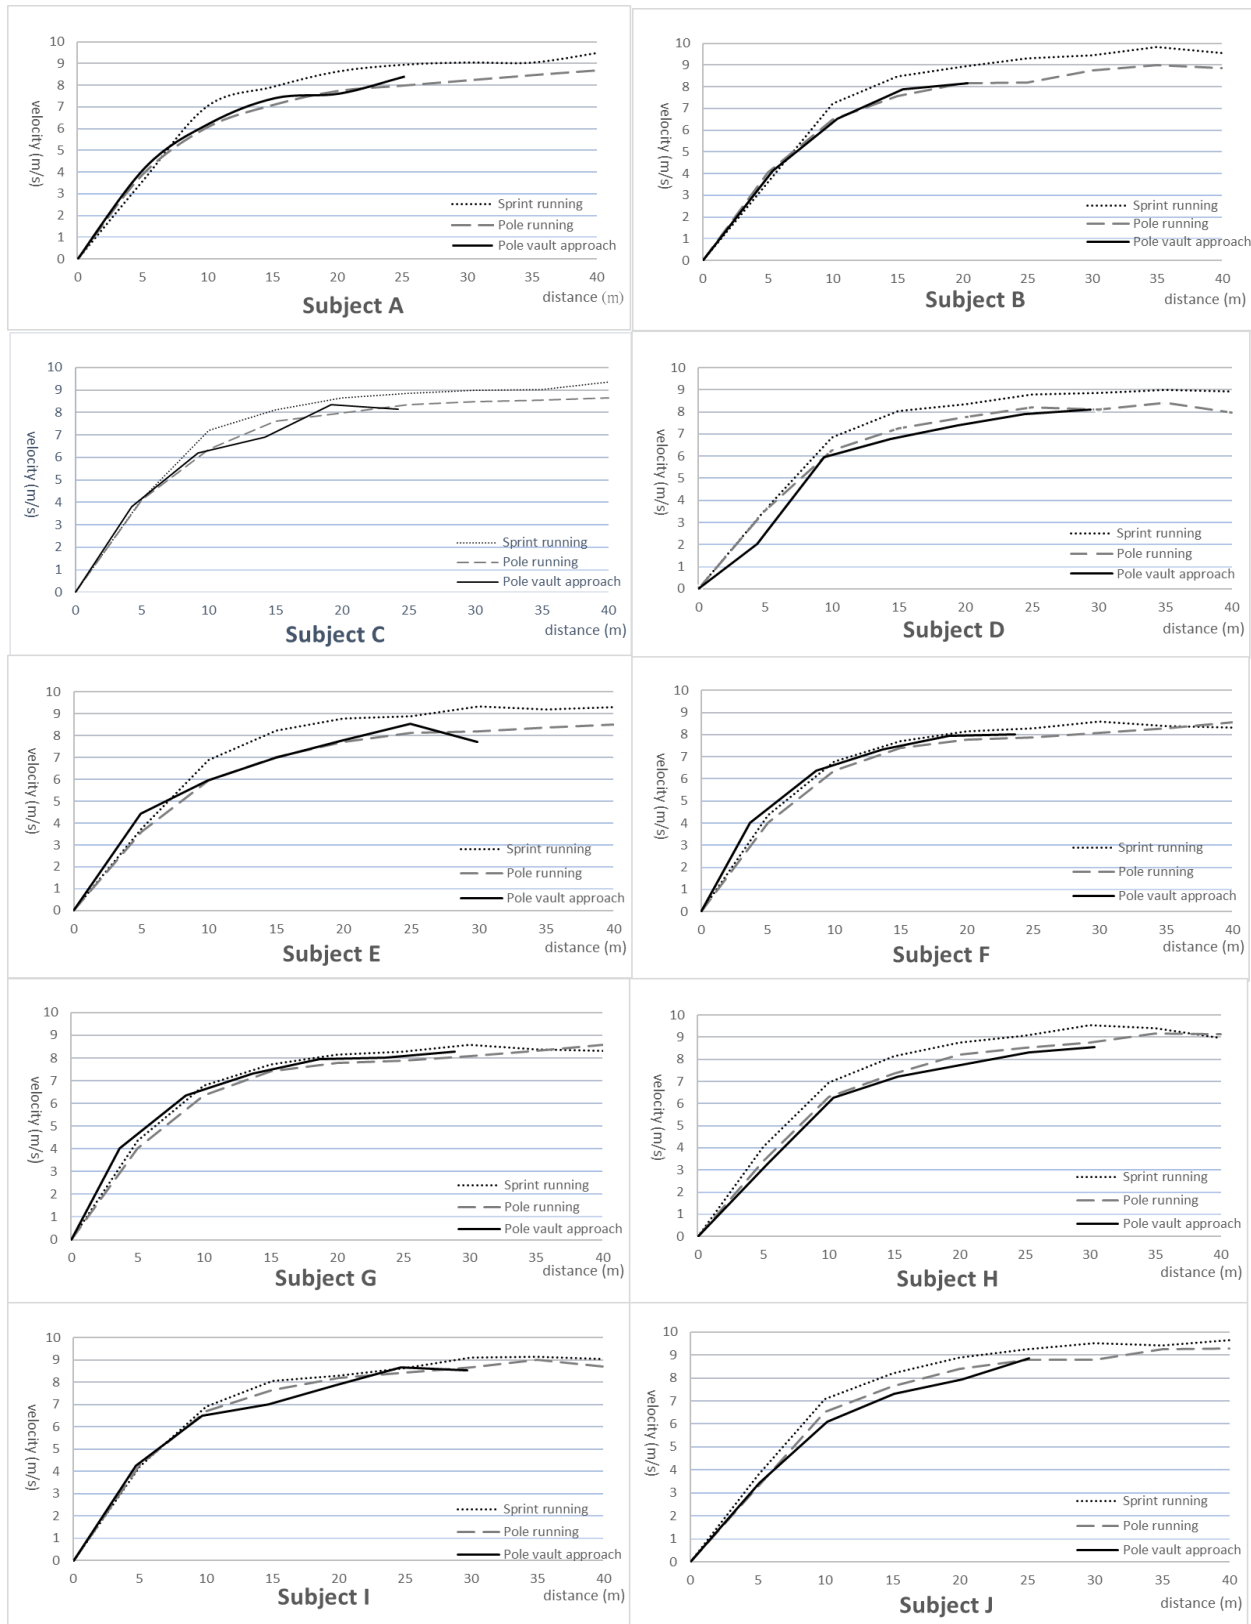 10
9
8
7
6
5
4
3
2
1
0
velocity (m/s)
Sprint running
Pole running
Pole vault approach
0 5 10 15 20 25 30 35 40
distance (m)
Subject A
10
9
8
7
6
5
4
3
2
1
0
velocity (m/s)
Sprint running
Pole running
Pole vault approach
0 5 10 15 20 25 30 35 40
distance (m)
Subject B
10
9
8
7
6
5
4
3
2
1
0
velocity (m/s)
Sprint running
Pole running
Pole vault approach
0 5 10 15 20 25 30 35 40
distance (m)
Subject C
10
9
8
7
6
5
4
3
2
1
0
velocity (m/s)
Sprint running
Pole running
Pole vault approach
0 5 10 15 20 25 30 35 40
distance (m)
Subject D
10
9
8
7
6
5
4
3
2
1
0
velocity (m/s)
Sprint running
Pole running
Pole vault approach
0 5 10 15 20 25 30 35 40
distance (m)
Subject E
10
9
8
7
6
5
4
3
2
1
0
velocity (m/s)
Sprint running
Pole running
Pole vault approach
0 5 10 15 20 25 30 35 40
distance (m)
Subject F
10
9
8
7
6
5
4
3
2
1
0
velocity (m/s)
Sprint running
Pole running
Pole vault approach
0 5 10 15 20 25 30 35 40
distance (m)
Subject G
10
9
8
7
6
5
4
3
2
1
0
velocity (m/s)
Sprint running
Pole running
Pole vault approach
0 5 10 15 20 25 30 35 40
distance (m)
Subject H
10
9
8
7
6
5
4
3
2
1
0
velocity (m/s)
Sprint running
Pole running
Pole vault approach
0 5 10 15 20 25 30 35 40
distance (m)
Subject I
10
9
8
7
6
5
4
3
2
1
0
velocity (m/s)
Sprint running
Pole running
Pole vault approach
0 5 10 15 20 25 30 35 40
distance (m)
Subject J